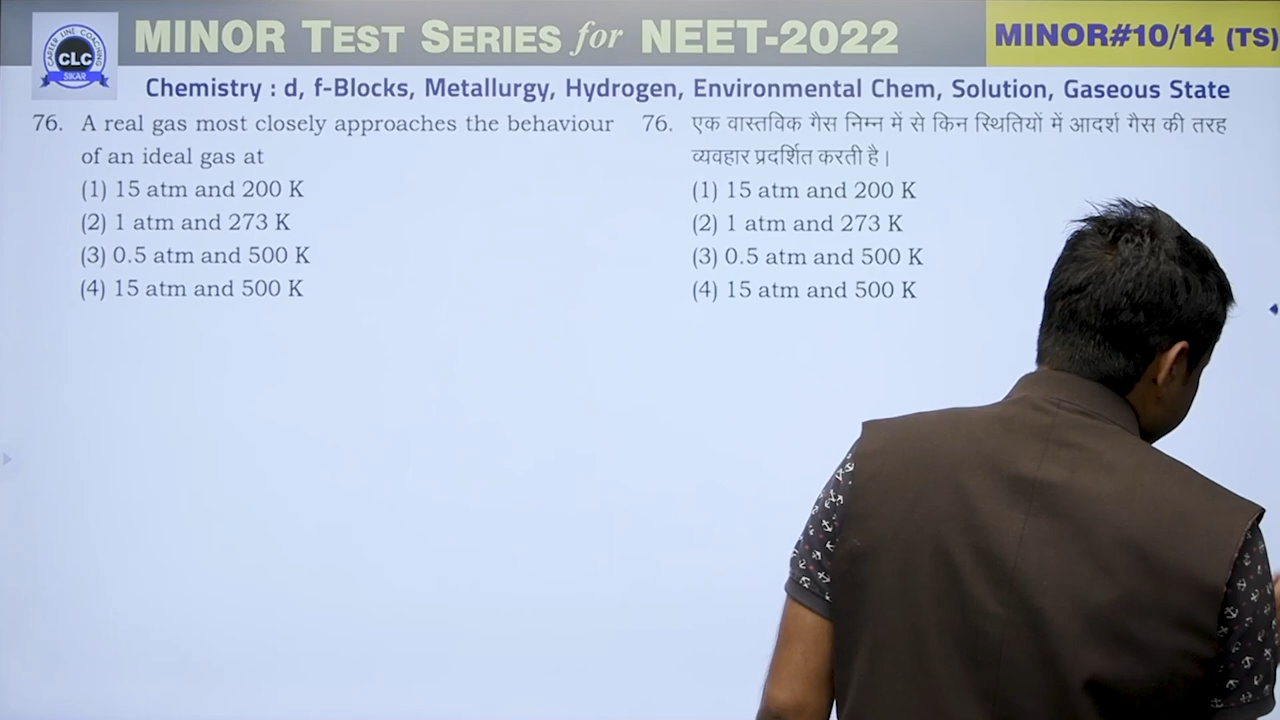 CAREER LINE COACHING
CLC
SIKAR
MINOR TEST SERIES for NEET-2022
MINOR#10/14 (TS)
Chemistry : d, f-Blocks, Metallurgy, Hydrogen, Environmental Chem, Solution, Gaseous State
76. A real gas most closely approaches the behaviour
of an ideal gas at
(1) 15 atm and 200 K
(2) 1 atm and 273 K
(3) 0.5 atm and 500 K
(4) 15 atm and 500 K
76. एक वास्तविक गैस निम्न में से किन स्थितियों में आदर्श गैस की तरह
व्यवहार प्रदर्शित करती है।
(1) 15 atm and 200 K
(2) 1 atm and 273 K
(3) 0.5 atm and 500 K
(4) 15 atm and 500 K